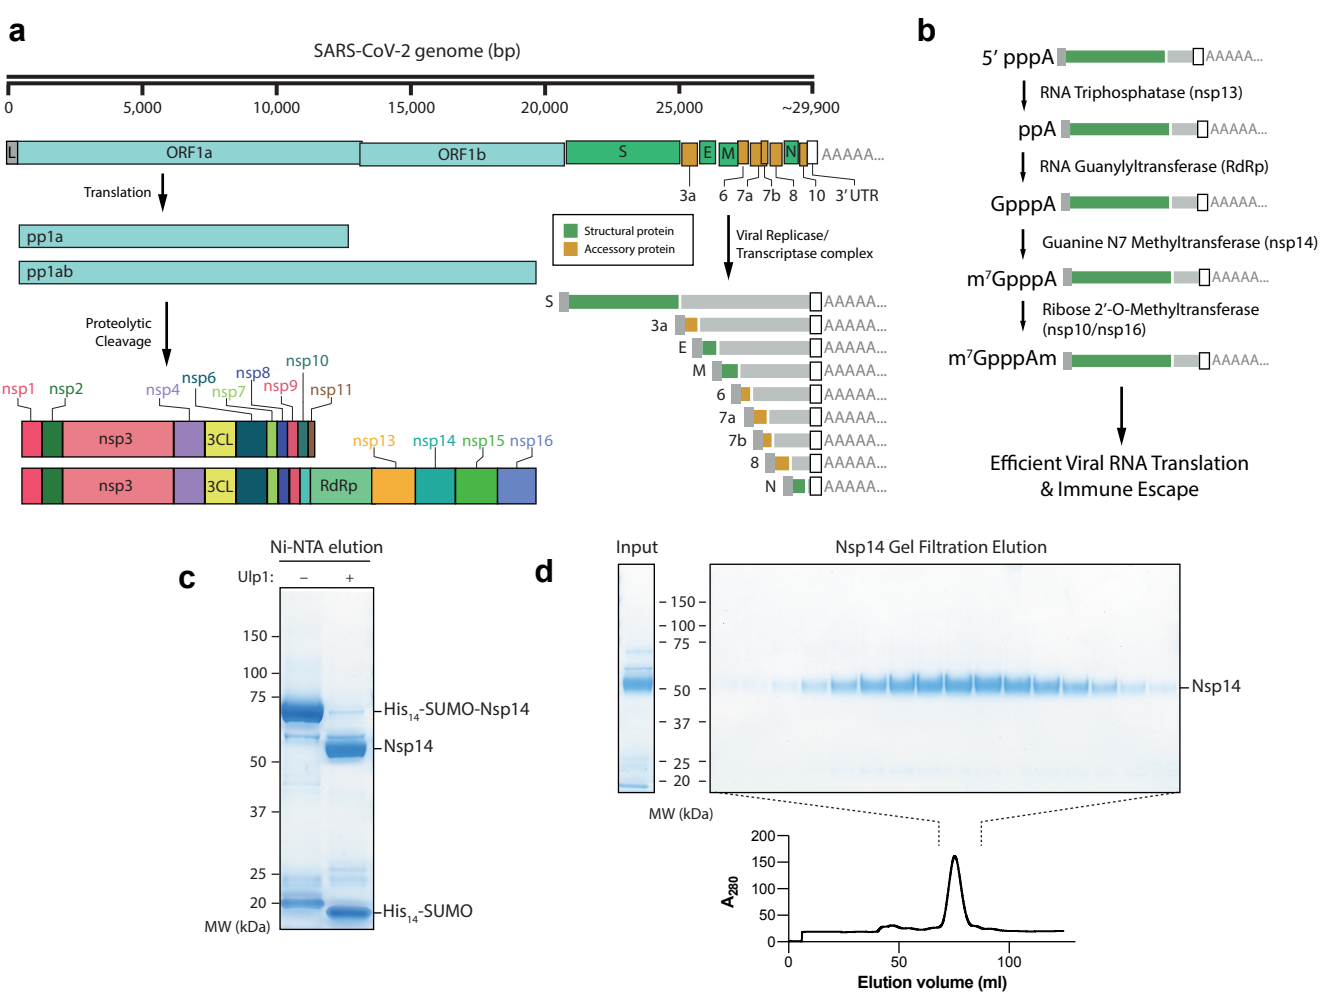 a
SARS-CoV-2 genome (bp)
0 5,000 10,000 15,000 20,000 25,000 ~29,900
L ORF1a ORF1b S E M N AAAAA...
3a 6 7a 7b 8 10 3′ UTR
Translation
pp1a
pp1ab
Structural protein
Accessory protein
Viral Replicase/
Transcriptase complex
Proteolytic
Cleavage
nsp1 nsp2 nsp4 nsp6 nsp7 nsp8 nsp9 nsp10 nsp11
nsp3 3CL
nsp13 nsp14 nsp15 nsp16
nsp3 3CL RdRp
S AAAAA...
3a AAAAA...
E AAAAA...
M AAAAA...
6 AAAAA...
7a AAAAA...
7b AAAAA...
8 AAAAA...
N AAAAA...
b
5′ pppA AAAAA...
RNA Triphosphatase (nsp13)
ppA AAAAA...
RNA Guanylyltransferase (RdRp)
GpppA AAAAA...
Guanine N7 Methyltransferase (nsp14)
m⁷GpppA AAAAA...
Ribose 2′-O-Methyltransferase
(nsp10/nsp16)
m⁷GpppAm AAAAA...
Efficient Viral RNA Translation
& Immune Escape
c
Ni-NTA elution
Ulp1: – +
150
100
75
50
37
25
20
MW (kDa)
His₁₄-SUMO-Nsp14
Nsp14
His₁₄-SUMO
d
Input
Nsp14 Gel Filtration Elution
150
100
75
50
37
25
20
MW (kDa)
Nsp14
200
150
100
50
0
A₂₈₀
0 50 100
Elution volume (ml)